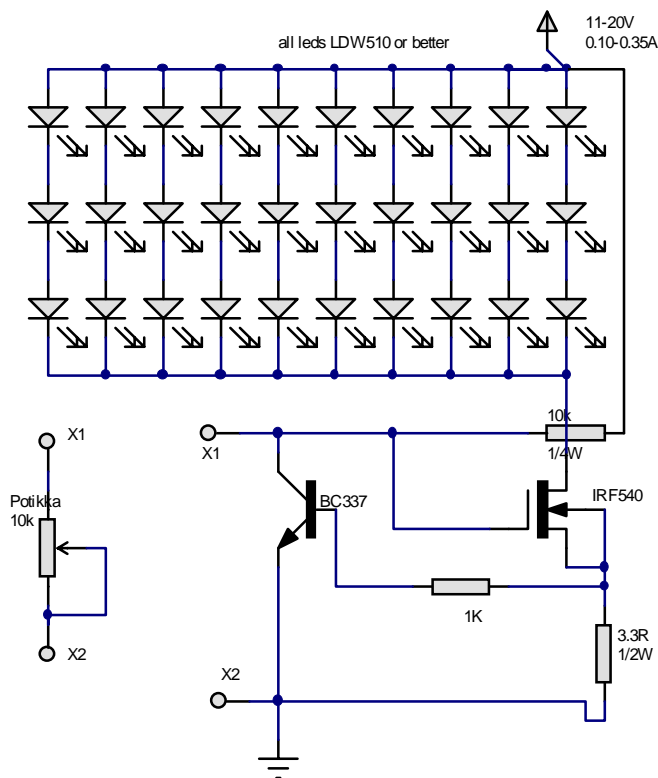 11-20V
0.10-0.35A
all leds LDW510 or better
X1
10k
1/4W
X1
BC337
IRF540
Potikka
10k
1K
3.3R
1/2W
X2
X2